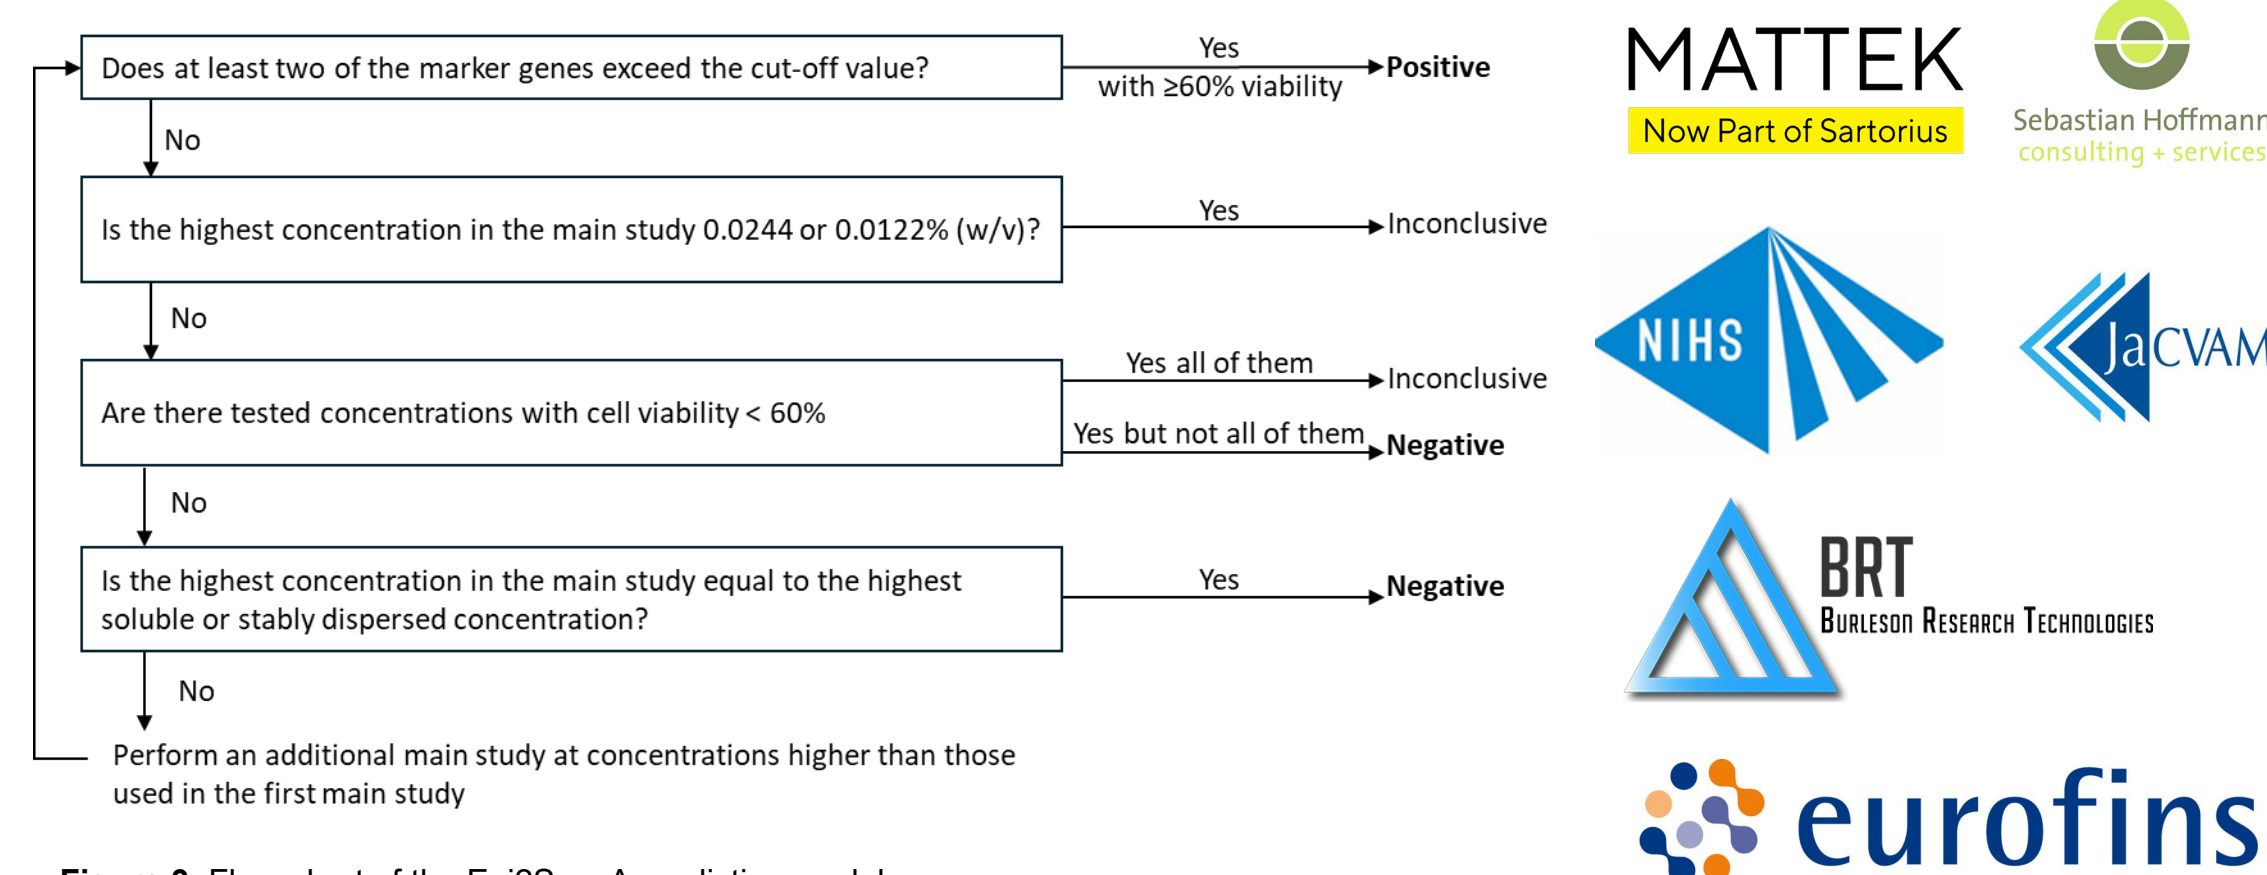 Does at least two of the marker genes exceed the cut-off value?
Yes
with ≥60% viability
Positive
No
Is the highest concentration in the main study 0.0244 or 0.0122% (w/v)?
Yes
Inconclusive
No
Are there tested concentrations with cell viability < 60%
Yes all of them
Inconclusive
Yes but not all of them
Negative
No
Is the highest concentration in the main study equal to the highest
soluble or stably dispersed concentration?
Yes
Negative
No
Perform an additional main study at concentrations higher than those
used in the first main study
MATTEK
Now Part of Sartorius
Sebastian Hoffmann
consulting + services
NIHS
JaCVAM
BRT
Burleson Research Technologies
eurofins